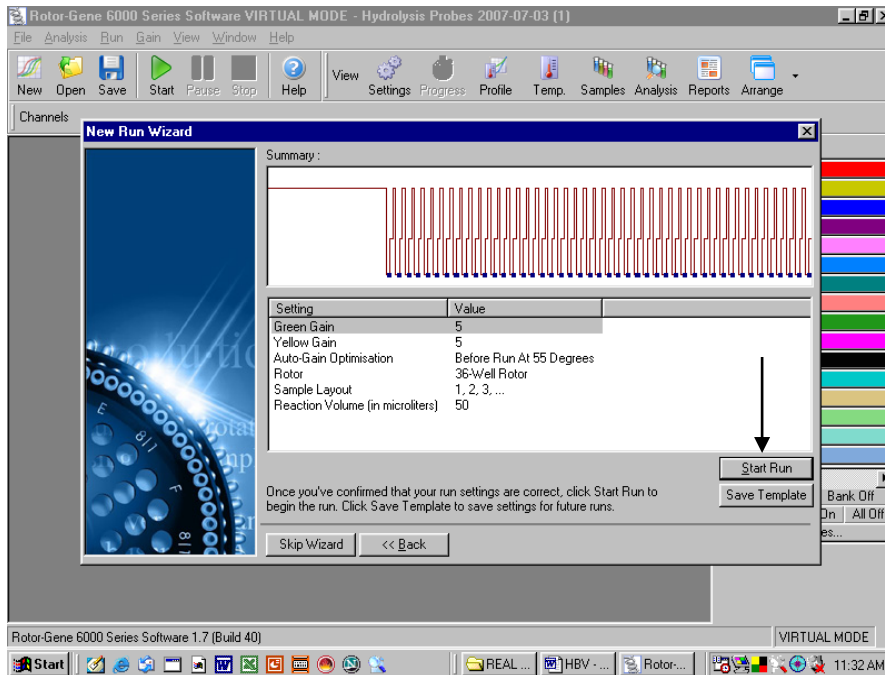 Rotor-Gene 6000 Series Software VIRTUAL MODE - Hydrolysis Probes 2007-07-03 (1)
File Analysis Run Gain View Window Help
New Open Save Start Pause Stop Help View Settings Progress Profile Temp. Samples Analysis Reports Arrange
Channels
New Run Wizard
Summary :
Setting Value
Green Gain 5
Yellow Gain 5
Auto-Gain Optimisation Before Run At 55 Degrees
Rotor 36-Well Rotor
Sample Layout 1, 2, 3, ...
Reaction Volume (in microliters) 50
Start Run
Once you've confirmed that your run settings are correct, click Start Run to
begin the run. Click Save Template to save settings for future runs.
Save Template
Bank Off
On All Off
es...
Skip Wizard << Back
Rotor-Gene 6000 Series Software 1.7 (Build 40) VIRTUAL MODE
Start REAL ... HBV - ... Rotor-... 11:32 AM